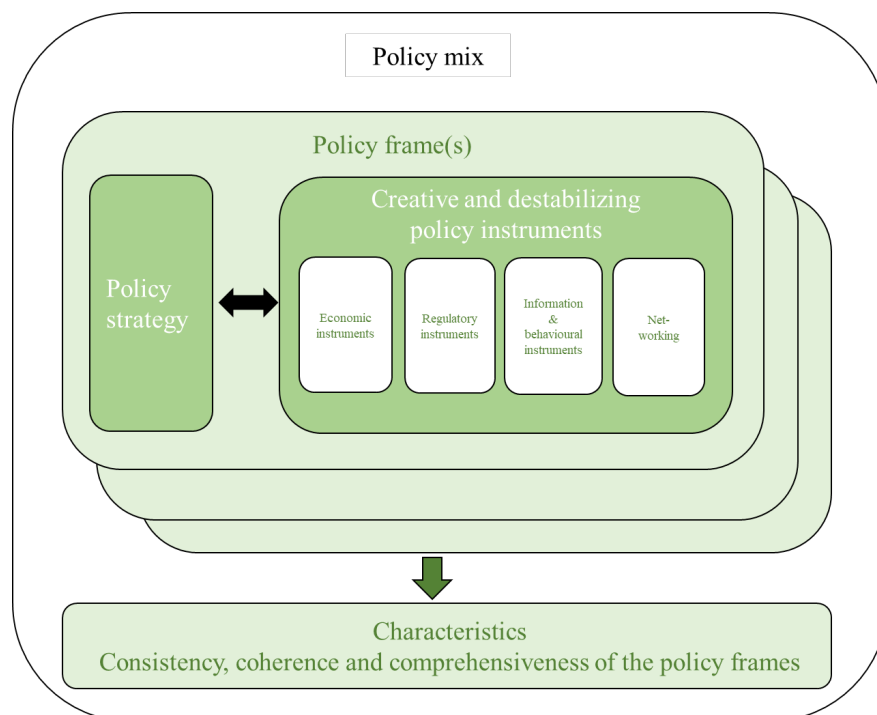 Policy mix
Policy frame(s)
Policy
strategy
Creative and destabilizing
policy instruments
Economic
instruments
Regulatory
instruments
Information
&
behavioural
instruments
Net-
working
Characteristics
Consistency, coherence and comprehensiveness of the policy frames